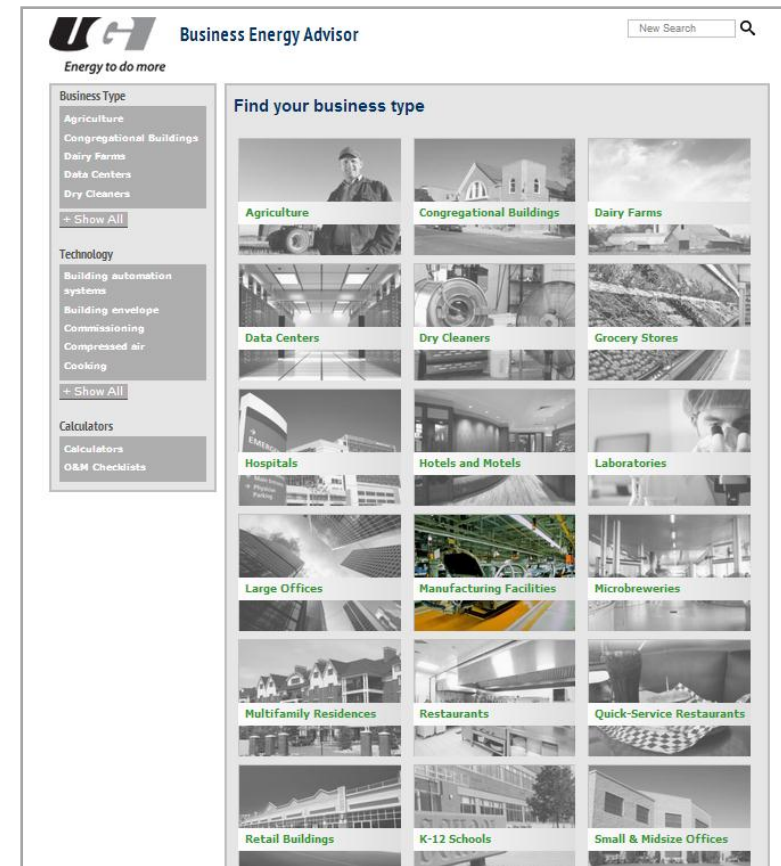 UGI
Energy to do more
Business Energy Advisor
New Search
Business Type
Agriculture
Congregational Buildings
Dairy Farms
Data Centers
Dry Cleaners
+ Show All
Technology
Building automation
systems
Building envelope
Commissioning
Compressed air
Cooking
+ Show All
Calculators
Calculators
O&M Checklists
Find your business type
Agriculture
Congregational Buildings
Dairy Farms
Data Centers
Dry Cleaners
Grocery Stores
EMERGE
Hospitals
Hotels and Motels
Laboratories
Large Offices
Manufacturing Facilities
Microbreweries
Multifamily Residences
Restaurants
Quick-Service Restaurants
Retail Buildings
K-12 Schools
Small & Midsize Offices